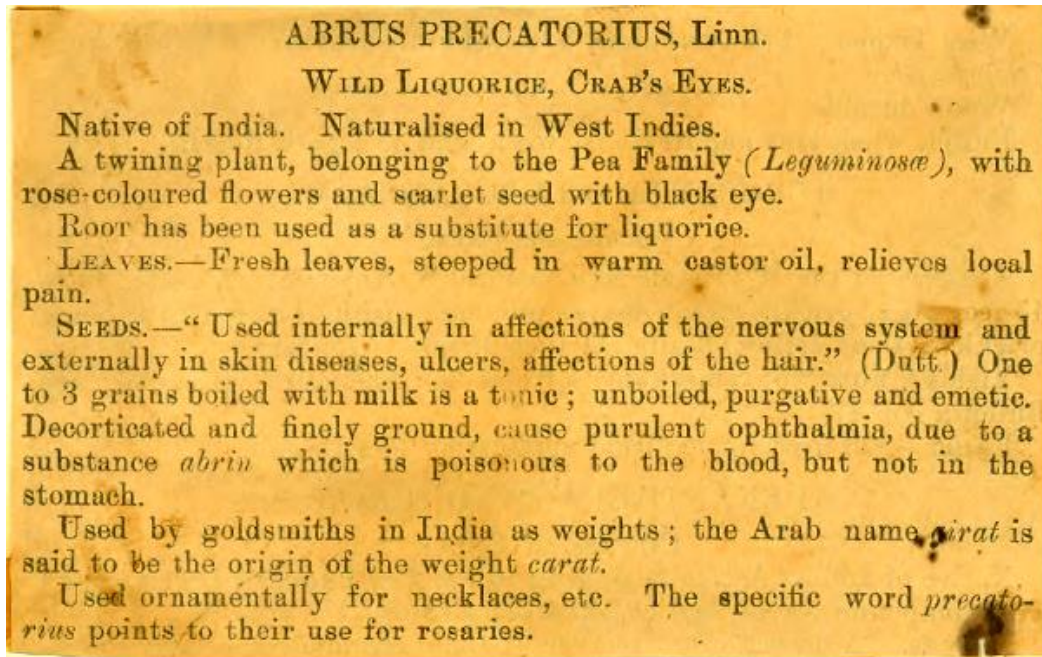 ABRUS PRECATORIUS, Linn.
WILD LIQUORICE, CRAB'S EYES.
Native of India. Naturalised in West Indies.
A twining plant, belonging to the Pea Family (Leguminosæ), with
rose-coloured flowers and scarlet seed with black eye.
ROOT has been used as a substitute for liquorice.
LEAVES.—Fresh leaves, steeped in warm castor oil, relieves local
pain.
SEEDS.—“ Used internally in affections of the nervous system and
externally in skin diseases, ulcers, affections of the hair.” (Dutt.) One
to 3 grains boiled with milk is a tonic ; unboiled, purgative and emetic.
Decorticated and finely ground, cause purulent ophthalmia, due to a
substance abrin which is poisonous to the blood, but not in the
stomach.
Used by goldsmiths in India as weights ; the Arab name is
said to be the origin of the weight carat.
Used ornamentally for necklaces, etc. The specific word precato-
rius points to their use for rosaries.